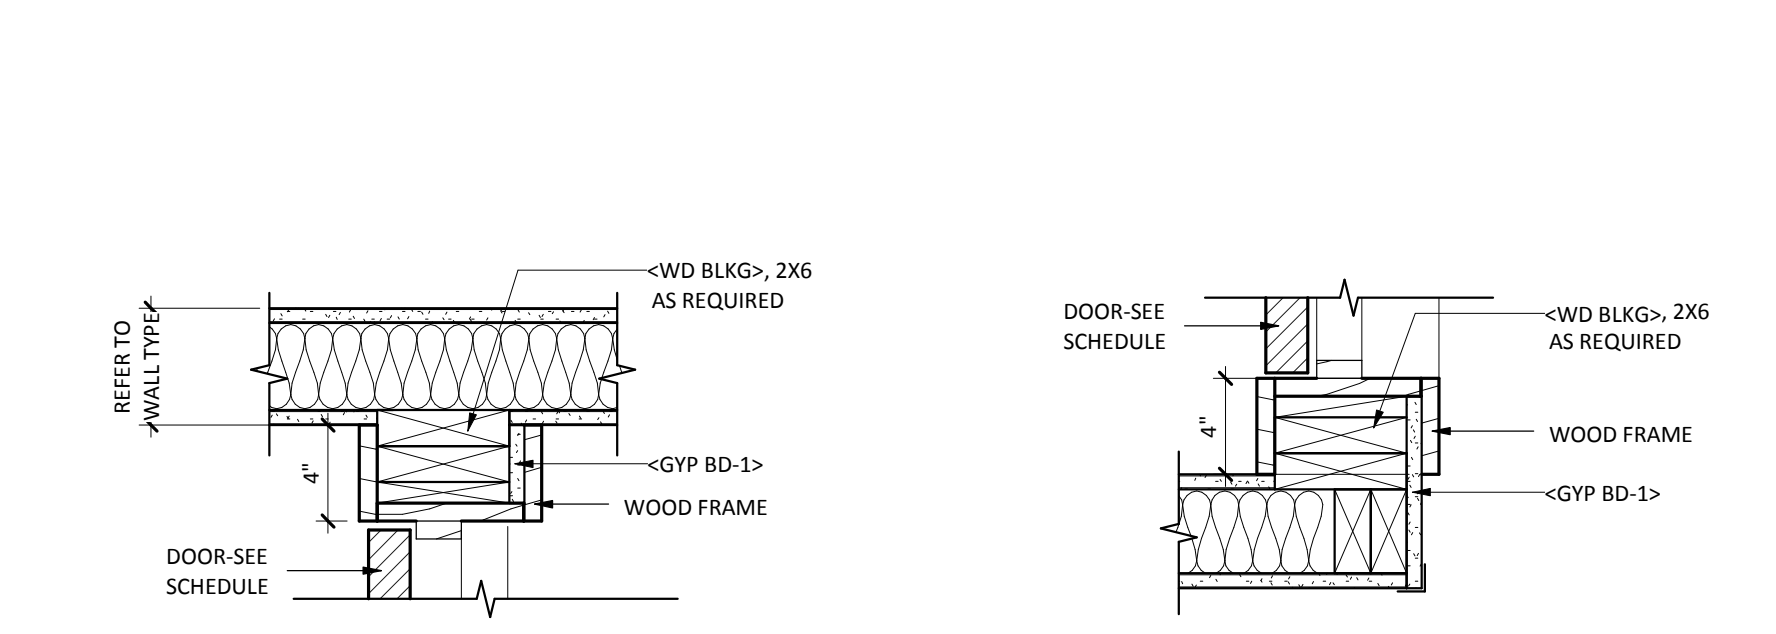 <WD BLKG>, 2X6
AS REQUIRED
REFER TO
WALL TYPE
4"
<GYP BD-1>
WOOD FRAME
DOOR-SEE
SCHEDULE
DOOR-SEE
SCHEDULE
<WD BLKG>, 2X6
AS REQUIRED
4"
WOOD FRAME
<GYP BD-1>